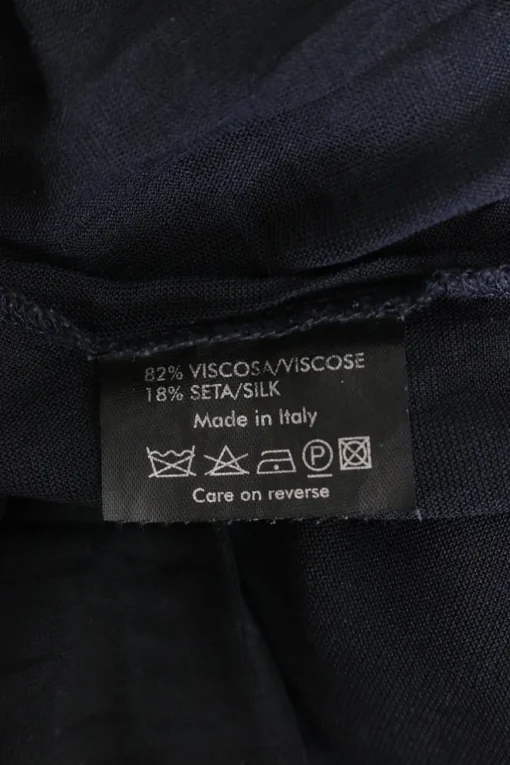 82% VISCOSA/VISCOSE
18% SETA/SILK
Made in Italy
P
Care on reverse